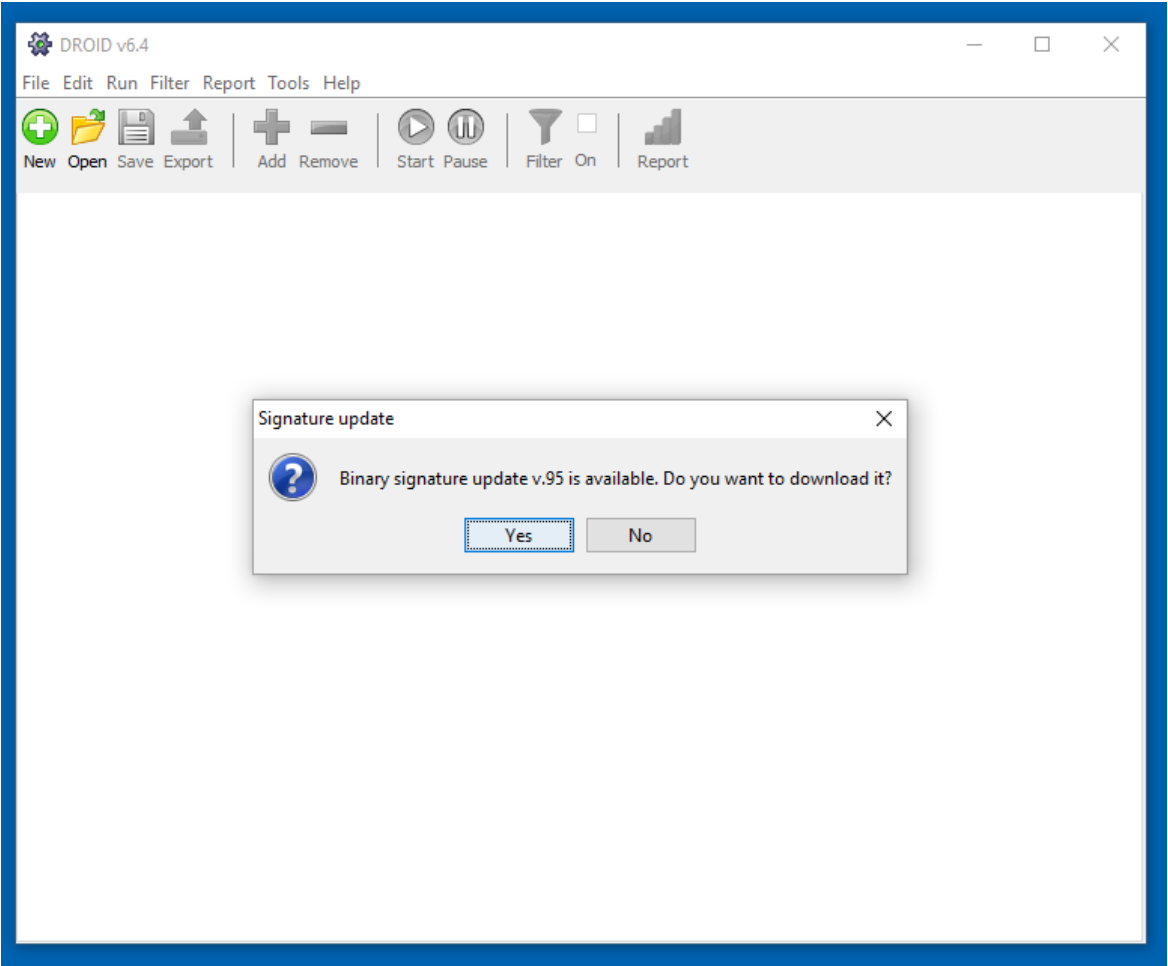 DROID v6.4
File Edit Run Filter Report Tools Help
New Open Save Export Add Remove Start Pause Filter On Report
Signature update
Binary signature update v.95 is available. Do you want to download it?
Yes No